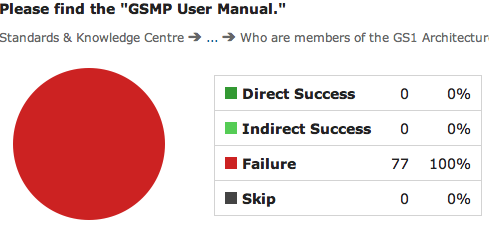 Please find the "GSMP User Manual."
Standards & Knowledge Centre ➔ ... ➔ Who are members of the GS1 Architecture
Direct Success 0 0%
Indirect Success 0 0%
Failure 77 100%
Skip 0 0%